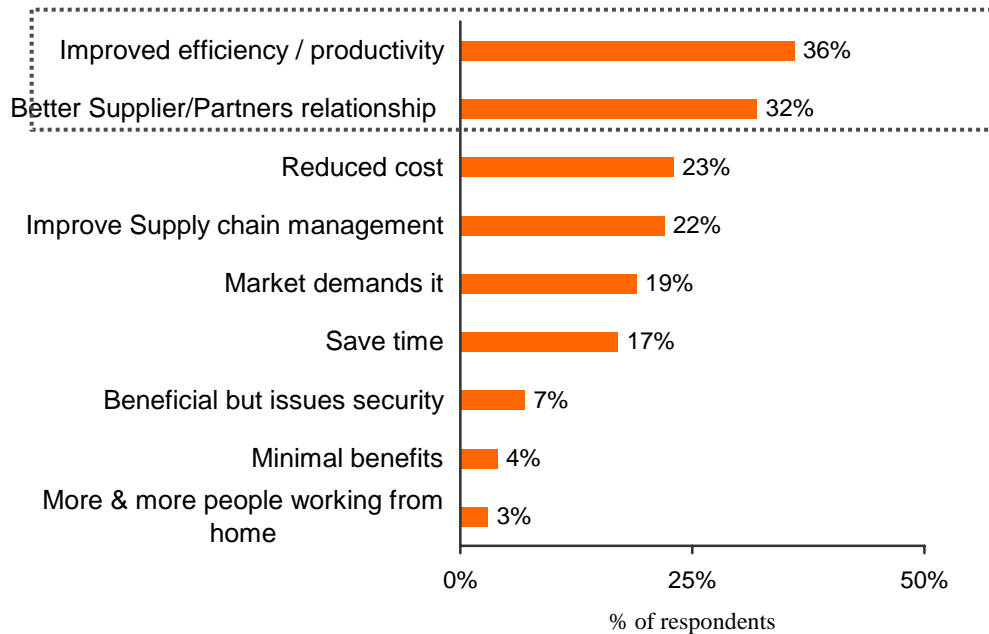 Improved efficiency / productivity 36%
Better Supplier/Partners relationship 32%
Reduced cost 23%
Improve Supply chain management 22%
Market demands it 19%
Save time 17%
Beneficial but issues security 7%
Minimal benefits 4%
More & more people working from
home 3%
0% 25% 50%
% of respondents